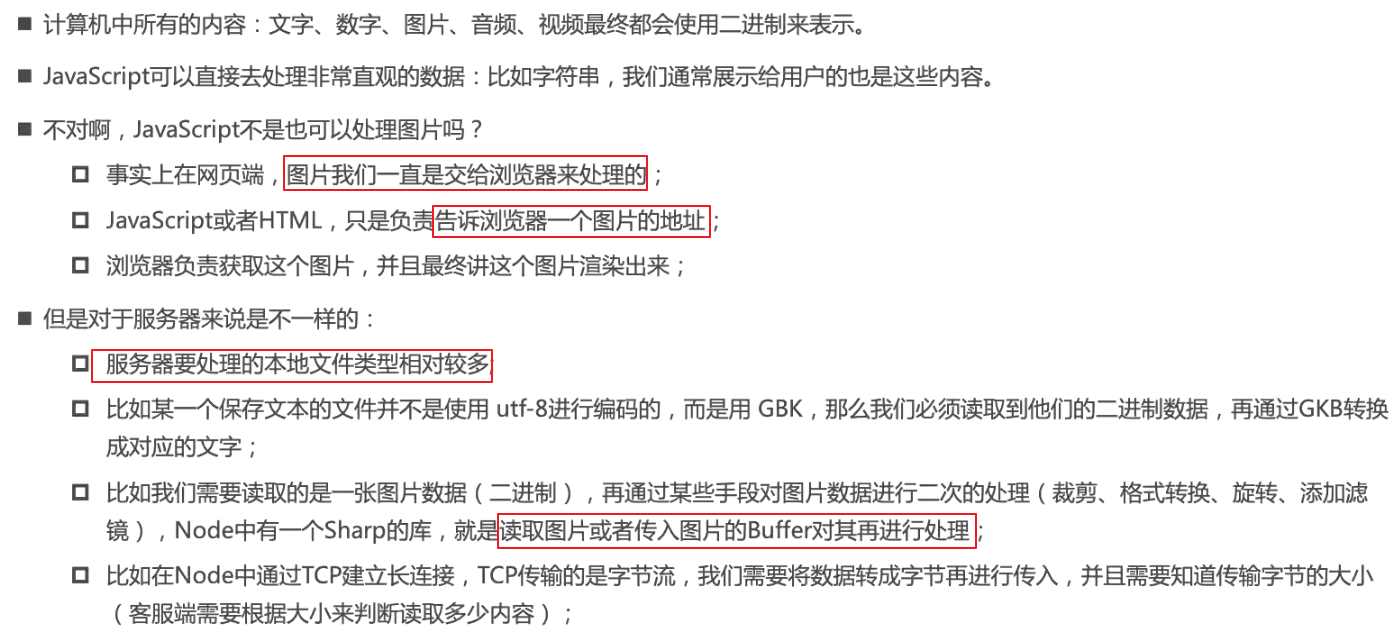 计算机中所有的内容：文字、数字、图片、音频、视频最终都会使用二进制来表示。
JavaScript可以直接去处理非常直观的数据：比如字符串，我们通常展示给用户的也是这些内容。
不对啊，JavaScript不是也可以处理图片吗？
事实上在网页端，图片我们一直是交给浏览器来处理的；
JavaScript或者HTML，只是负责告诉浏览器一个图片的地址；
浏览器负责获取这个图片，并且最终讲这个图片渲染出来；
但是对于服务器来说是不一样的：
服务器要处理的本地文件类型相对较多；
比如某一个保存文本的文件并不是使用 utf-8进行编码的，而是用 GBK，那么我们必须读取到他们的二进制数据，再通过GKB转换
成对应的文字；
比如我们需要读取的是一张图片数据（二进制），再通过某些手段对图片数据进行二次的处理（裁剪、格式转换、旋转、添加滤
镜），Node中有一个Sharp的库，就是读取图片或者传入图片的Buffer对其再进行处理；
比如在Node中通过TCP建立长连接，TCP传输的是字节流，我们需要将数据转成字节再进行传入，并且需要知道传输字节的大小
（客服端需要根据大小来判断读取多少内容）；